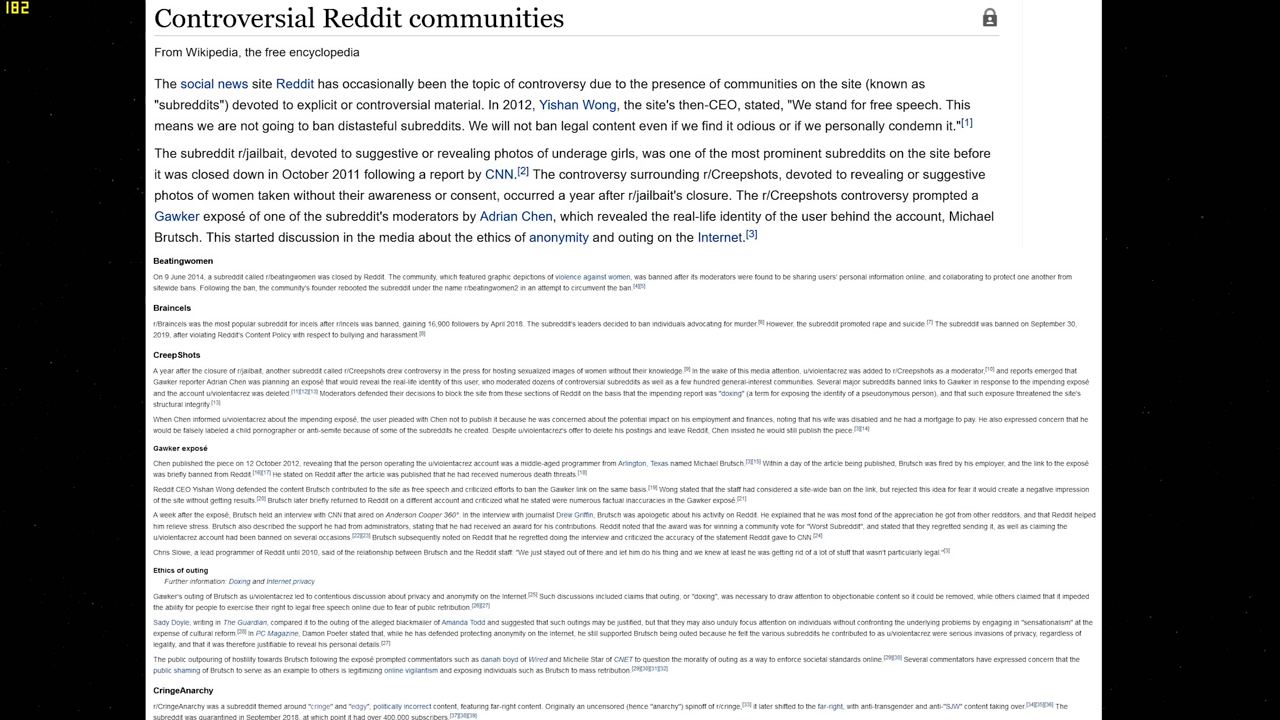 182
Controversial Reddit communities
From Wikipedia, the free encyclopedia
The social news site Reddit has occasionally been the topic of controversy due to the presence of communities on the site (known as
"subreddits") devoted to explicit or controversial material. In 2012, Yishan Wong, the site's then-CEO, stated, "We stand for free speech. This
means we are not going to ban distasteful subreddits. We will not ban legal content even if we find it odious or if we personally condemn it."[1]
The subreddit r/jailbait, devoted to suggestive or revealing photos of underage girls, was one of the most prominent subreddits on the site before
it was closed down in October 2011 following a report by CNN.[2] The controversy surrounding r/Creepshots, devoted to revealing or suggestive
photos of women taken without their awareness or consent, occurred a year after r/jailbait's closure. The r/Creepshots controversy prompted a
Gawker exposé of one of the subreddit's moderators by Adrian Chen, which revealed the real-life identity of the user behind the account, Michael
Brutsch. This started discussion in the media about the ethics of anonymity and outing on the Internet.[3]
Beatingwomen
On 9 June 2014, a subreddit called r/beatingwomen was closed by Reddit. The community, which featured graphic depictions of violence against women, was banned after its moderators were found to be sharing users' personal information online, and collaborating to protect one another from
sitewide bans. Following the ban, the community's founder rebooted the subreddit under the name r/beatingwomen2 in an attempt to circumvent the ban.[4][5]
Braincels
r/Braincels was the most popular subreddit for incels after r/incels was banned, gaining 16,900 followers by April 2018. The subreddit's leaders decided to ban individuals advocating for murder.[6] However, the subreddit promoted rape and suicide.[7] The subreddit was banned on September 30,
2019, after violating Reddit's Content Policy with respect to bullying and harassment.[8]
CreepShots
A year after the closure of r/jailbait, another subreddit called r/Creepshots drew controversy in the press for hosting sexualized images of women without their knowledge.[9] In the wake of this media attention, u/violentacrez was added to r/Creepshots as a moderator,[10] and reports emerged that
Gawker reporter Adrian Chen was planning an exposé that would reveal the real-life identity of this user, who moderated dozens of controversial subreddits as well as a few hundred general-interest communities. Several major subreddits banned links to Gawker in response to the impending exposé
and the account u/violentacrez was deleted.[11][12][13] Moderators defended their decisions to block the site from these sections of Reddit on the basis that the impending report was "doxing" (a term for exposing the identity of a pseudonymous person), and that such exposure threatened the site's
structural integrity.[13]
When Chen informed u/violentacrez about the impending exposé, the user pleaded with Chen not to publish it because he was concerned about the potential impact on his employment and finances, noting that his wife was disabled and he had a mortgage to pay. He also expressed concern that he
would be falsely labeled a child pornographer or anti-semite because of some of the subreddits he created. Despite u/violentacrez's offer to delete his postings and leave Reddit, Chen insisted he would still publish the piece.[3][14]
Gawker exposé
Chen published the piece on 12 October 2012, revealing that the person operating the u/violentacrez account was a middle-aged programmer from Arlington, Texas named Michael Brutsch.[3][15] Within a day of the article being published, Brutsch was fired by his employer, and the link to the exposé
was briefly banned from Reddit.[16][17] He stated on Reddit after the article was published that he had received numerous death threats.[18]
Reddit CEO Yishan Wong defended the content Brutsch contributed to the site as free speech and criticized efforts to ban the Gawker link on the same basis.[19] Wong stated that the staff had considered a site-wide ban on the link, but rejected this idea for fear it would create a negative impression
of the site without getting results.[20] Brutsch later briefly returned to Reddit on a different account and criticized what he stated were numerous factual inaccuracies in the Gawker exposé.[21]
A week after the exposé, Brutsch held an interview with CNN that aired on Anderson Cooper 360°. In the interview with journalist Drew Griffin, Brutsch was apologetic about his activity on Reddit. He explained that he was most fond of the appreciation he got from other redditors, and that Reddit helped
him relieve stress. Brutsch also described the support he had from administrators, stating that he had received an award for his contributions. Reddit noted that the award was for winning a community vote for "Worst Subreddit", and stated that they regretted sending it, as well as claiming the
u/violentacrez account had been banned on several occasions.[22][23] Brutsch subsequently noted on Reddit that he regretted doing the interview and criticized the accuracy of the statement Reddit gave to CNN.[24]
Chris Slowe, a lead programmer of Reddit until 2010, said of the relationship between Brutsch and the Reddit staff: "We just stayed out of there and let him do his thing and we knew at least he was getting rid of a lot of stuff that wasn't particularly legal."[3]
Ethics of outing
Further information: Doxing and Internet privacy
Gawker's outing of Brutsch as u/violentacrez led to contentious discussion about privacy and anonymity on the Internet.[25] Such discussions included claims that outing, or "doxing", was necessary to draw attention to objectionable content so it could be removed, while others claimed that it impeded
the ability for people to exercise their right to legal free speech online due to fear of public retribution.[26][27]
Sady Doyle, writing in The Guardian, compared it to the outing of the alleged blackmailer of Amanda Todd and suggested that such outings may be justified, but that they may also unduly focus attention on individuals without confronting the underlying problems by engaging in "sensationalism" at the
expense of cultural reform.[28] In PC Magazine, Damon Poeter stated that, while he has defended protecting anonymity on the Internet, he still supported Brutsch being outed because he felt the various subreddits he contributed to as u/violentacrez were serious invasions of privacy, regardless of
legality, and that it was therefore justifiable to reveal his personal details.[27]
The public outpouring of hostility towards Brutsch following the exposé prompted commentators such as danah boyd of Wired and Michelle Star of CNET to question the morality of outing as a way to enforce societal standards online.[29][30] Several commentators have expressed concern that the
public shaming of Brutsch to serve as an example to others is legitimizing online vigilantism and exposing individuals such as Brutsch to mass retribution.[29][30][31][32]
CringeAnarchy
r/CringeAnarchy was a subreddit themed around "cringe" and "edgy", politically incorrect content, featuring far-right content. Originally an uncensored (hence "anarchy") spinoff of r/cringe,[33] it later shifted to the far-right, with anti-transgender and anti-"SJW" content taking over.[34][35][36] The
subreddit was quarantined in September 2018, at which point it had over 400,000 subscribers.[37][38][39]